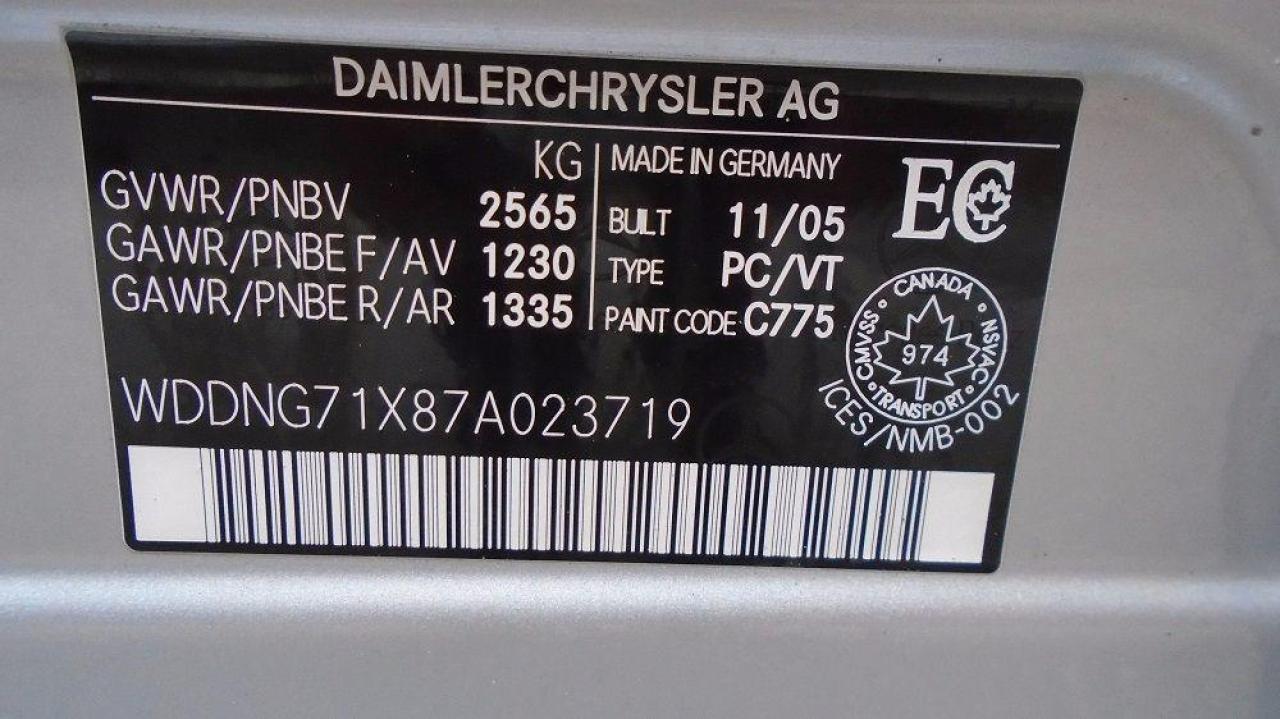 DAIMLERCHRYSLER AG
KG
GVWR/PNBV 2565
GAWR/PNBE F/AV 1230
GAWR/PNBE R/AR 1335
MADE IN GERMANY
BUILT 11/05
TYPE PC/VT
PAINT CODE C775
EC
CANADA
CMVSS NSVAC
974
TRANSPORT
ICES/NMB-002
WDDNG71X87A023719